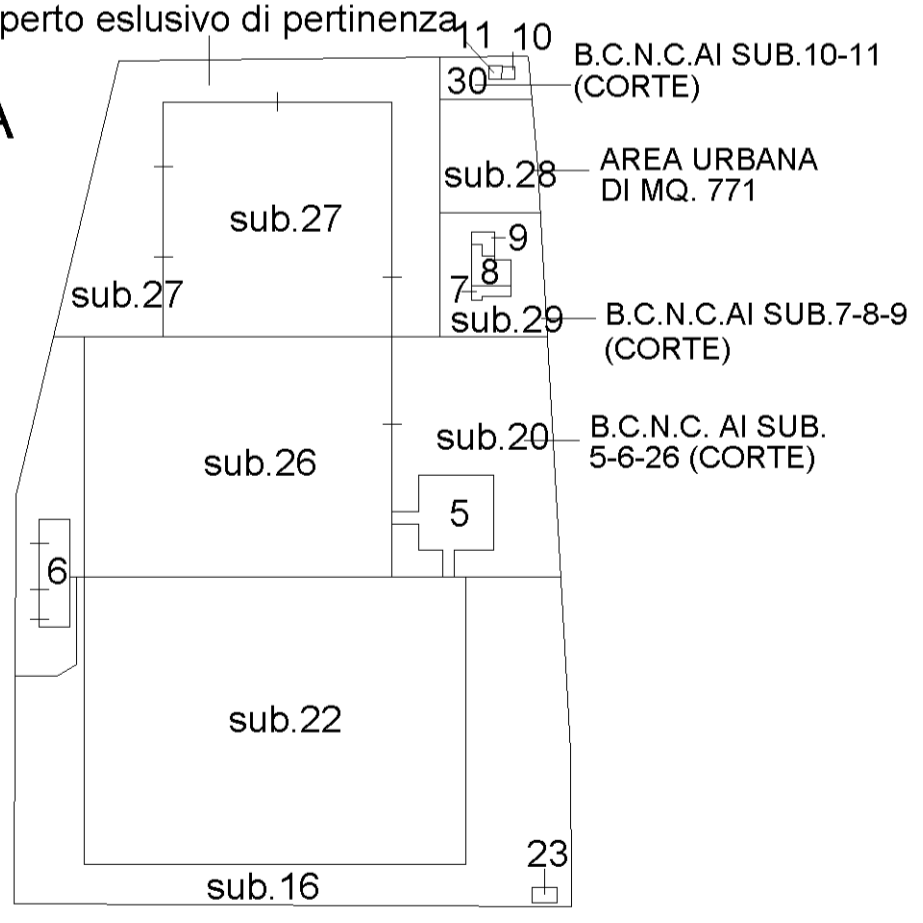 perto eslusivo di pertinenza
11 10
B.C.N.C.AI SUB.10-11
(CORTE)
30
A
sub.28
AREA URBANA
DI MQ. 771
sub.27
9
8
7
sub.27
sub.29
B.C.N.C.AI SUB.7-8-9
(CORTE)
sub.20
B.C.N.C. AI SUB.
5-6-26 (CORTE)
sub.26
5
6
sub.22
23
sub.16